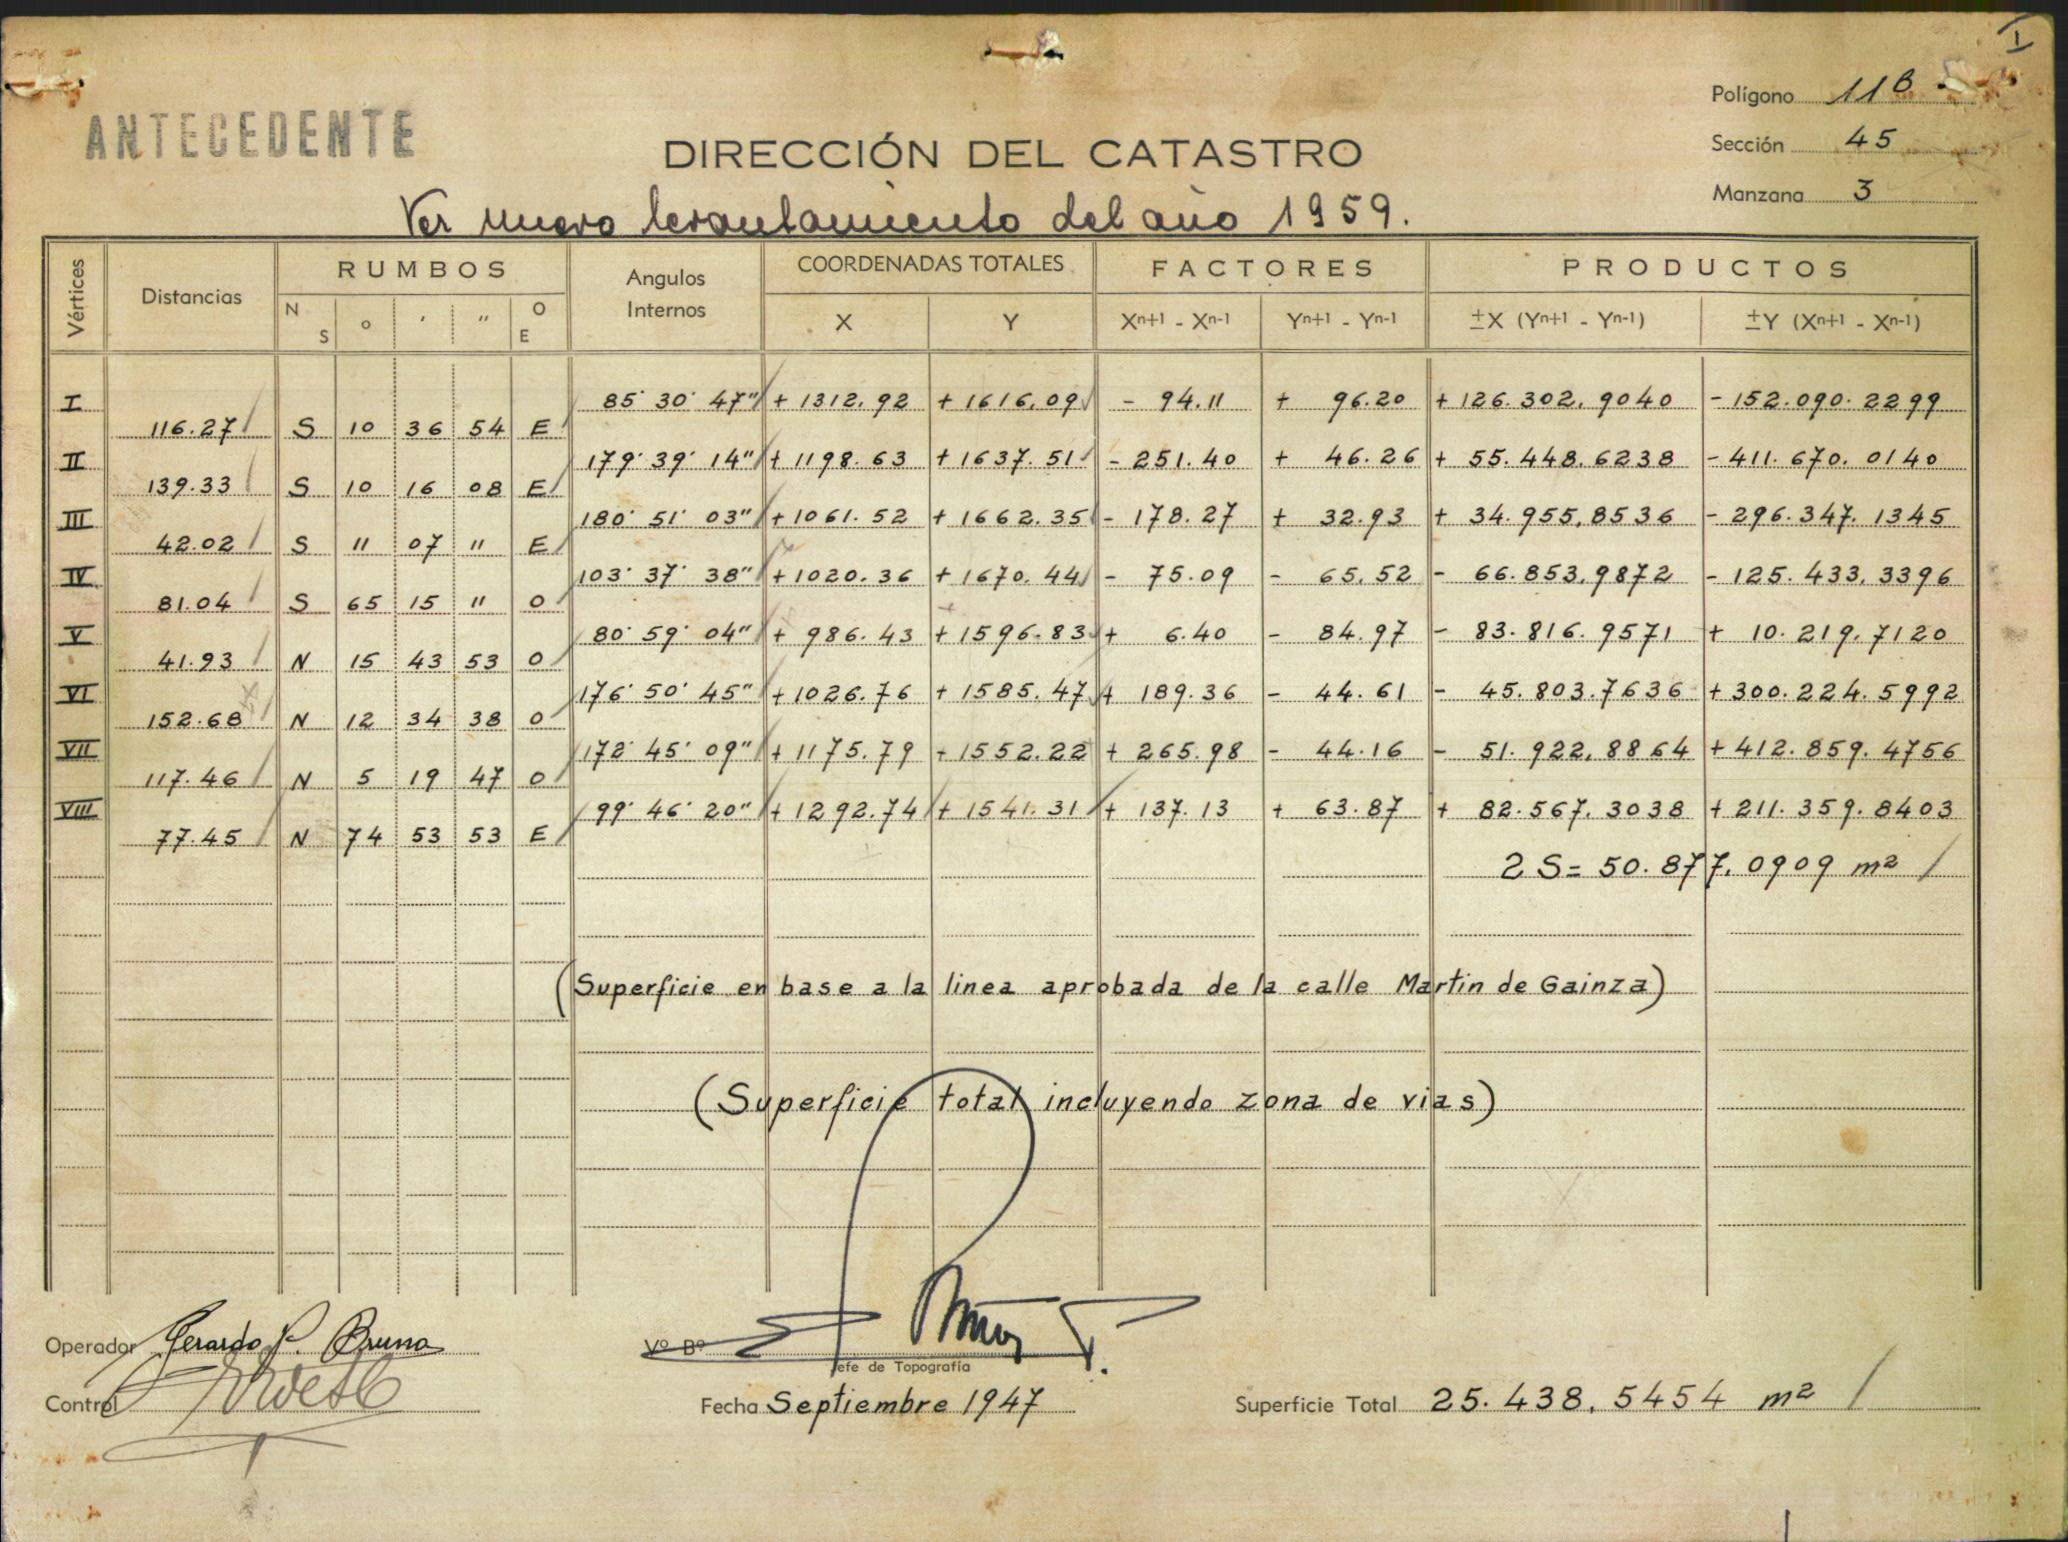 I
Polígono 11B
ANTECEDENTE
DIRECCIÓN DEL CATASTRO
Sección 45
Manzana 3
Ver nuevo levantamiento del año 1959.
Vértices Distancias RUMBOS Angulos Internos COORDENADAS TOTALES FACTORES PRODUCTOS
N S ° ' " O E X Y Xn+1 - Xn-1 Yn+1 - Yn-1 ±X (Yn+1 - Yn-1) ±Y (Xn+1 - Xn-1)
I 85° 30' 47" +1312.92 +1616.09 - 94.11 + 96.20 +126.302.9040 -152.090.2299
116.27 S 10 36 54 E
II 179° 39' 14" +1198.63 +1637.51 -251.40 + 46.26 + 55.448.6238 -411.670.0140
139.33 S 10 16 08 E
III 180° 51' 03" +1061.52 +1662.35 -178.27 + 32.93 + 34.955,8536 -296.347.1345
42.02 S 11 07 11 E
IV 103° 37' 38" +1020.36 +1670.44 - 75.09 - 65.52 - 66.853,9872 -125.433,3396
81.04 S 65 15 11 O
V 80° 59' 04" + 986.43 +1596.83 + 6.40 - 84.97 - 83.816.9571 + 10.219.7120
41.93 N 15 43 53 O
VI 176° 50' 45" +1026.76 +1585.47 + 189.36 - 44.61 - 45.803.7636 +300.224.5992
152.68 N 12 34 38 O
VII 172° 45' 09" +1175.79 +1552.22 + 265.98 - 44.16 - 51.922,8864 +412.859.4756
117.46 N 5 19 47 O
VIII 99° 46' 20" +1292.74 +1541.31 + 137.13 + 63.87 + 82.567.3038 +211.359.8403
77.45 N 74 53 53 E
2S= 50.877.0909 m²
(Superficie en base a la linea aprobada de la calle Martin de Gainza)
(Superficie total incluyendo zona de vias)
Operador Gerardo P. Bruno
Vº Bº
Jefe de Topografía
Control
Fecha Septiembre 1947
Superficie Total 25.438,5454 m²